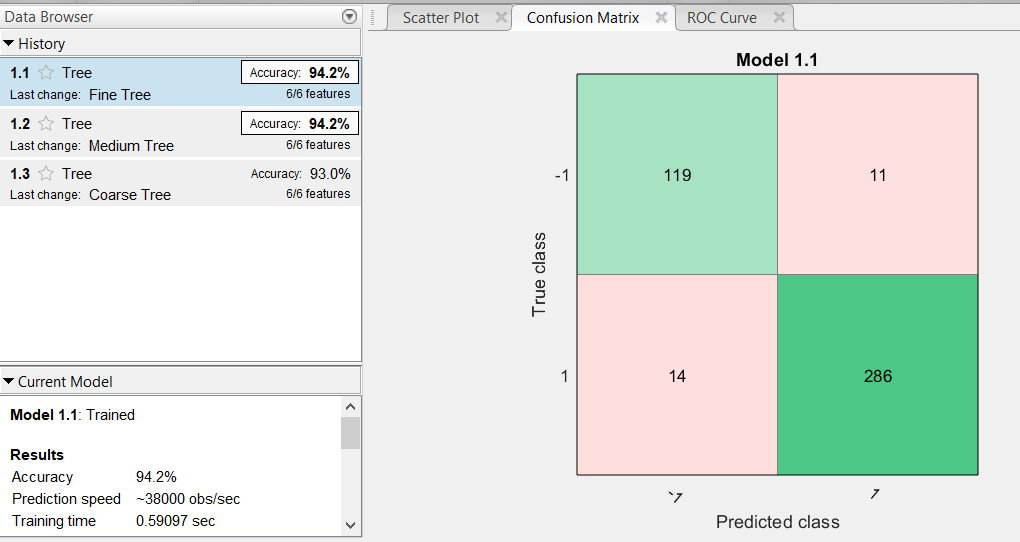 Data Browser
History
1.1 Tree Accuracy: 94.2%
Last change: Fine Tree 6/6 features
1.2 Tree Accuracy: 94.2%
Last change: Medium Tree 6/6 features
1.3 Tree Accuracy: 93.0%
Last change: Coarse Tree 6/6 features
Current Model
Model 1.1: Trained
Results
Accuracy 94.2%
Prediction speed ~38000 obs/sec
Training time 0.59097 sec
Scatter Plot Confusion Matrix ROC Curve
Model 1.1
-1 119 11
True class
1 14 286
-1 1
Predicted class